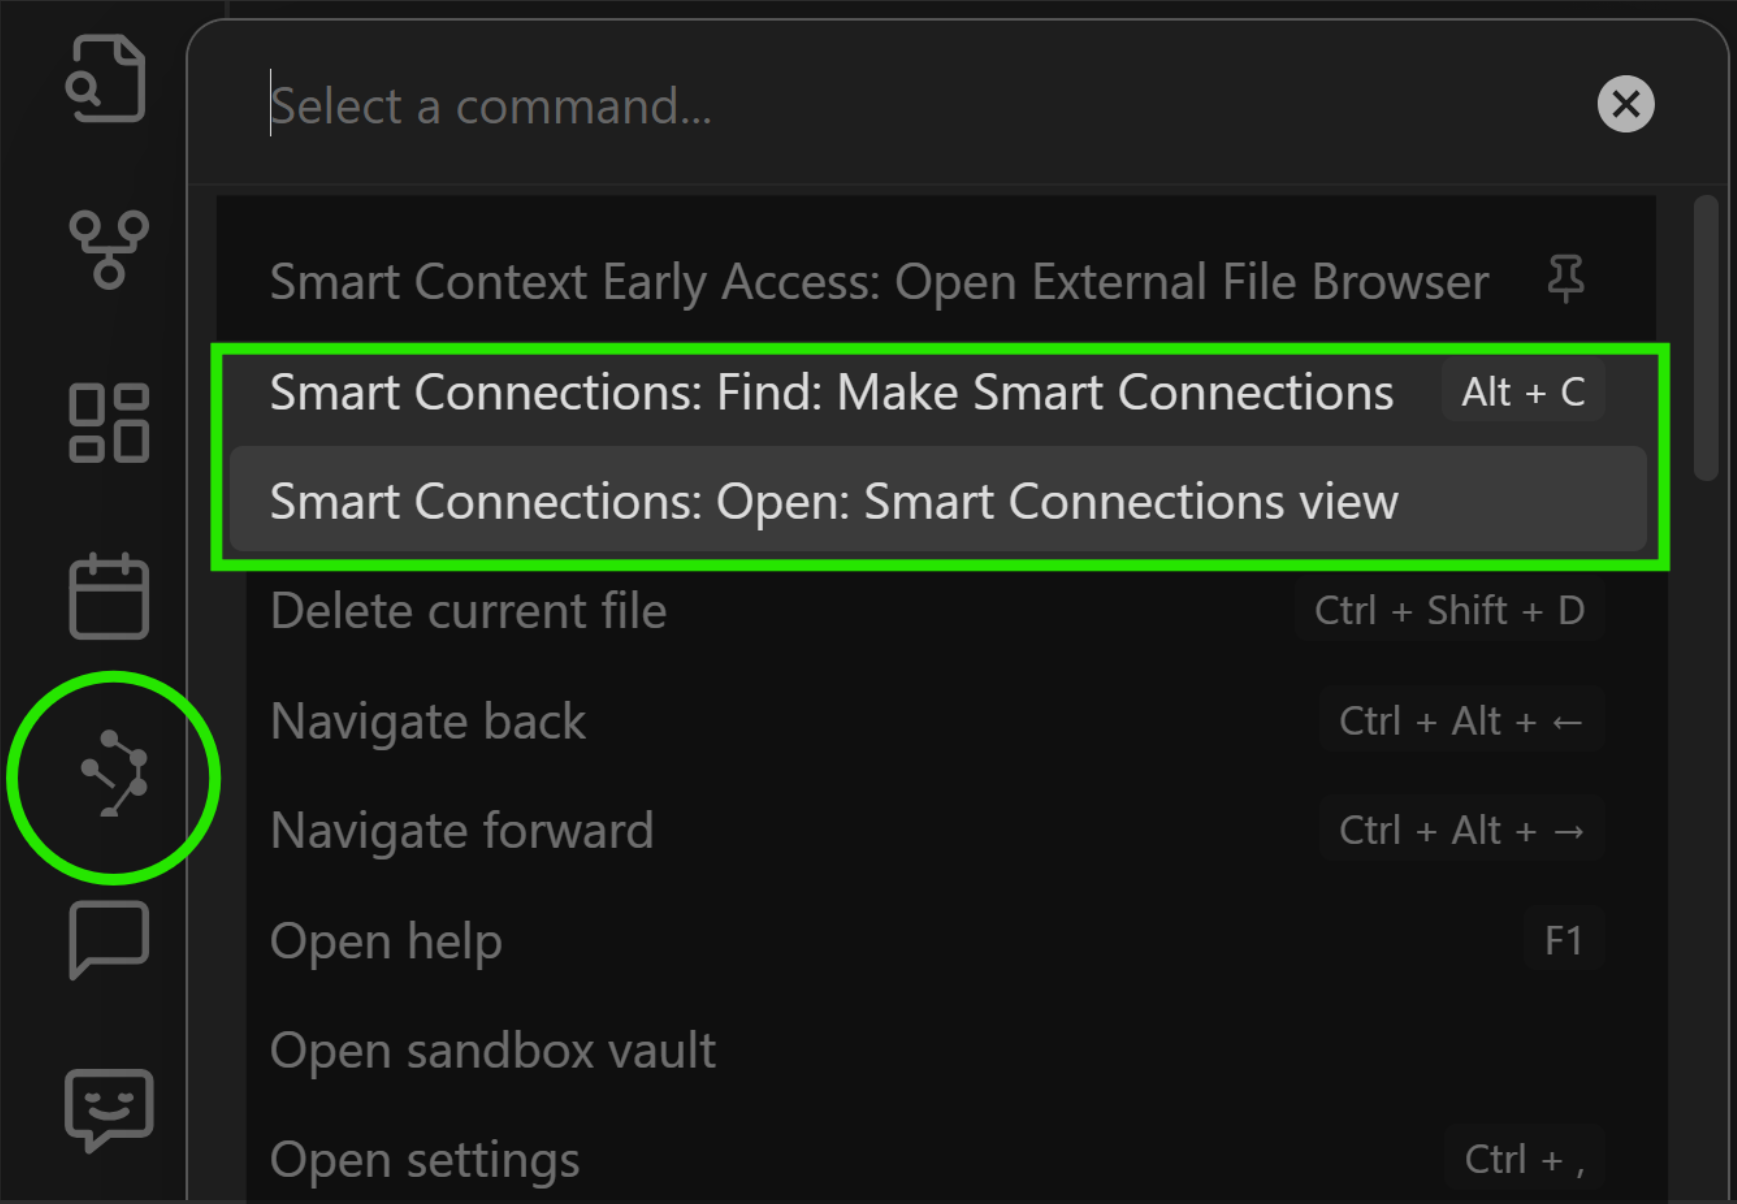 Select a command...
Smart Context Early Access: Open External File Browser
Smart Connections: Find: Make Smart Connections Alt + C
Smart Connections: Open: Smart Connections view
Delete current file Ctrl + Shift + D
Navigate back Ctrl + Alt + ←
Navigate forward Ctrl + Alt + →
Open help F1
Open sandbox vault
Open settings Ctrl + ,